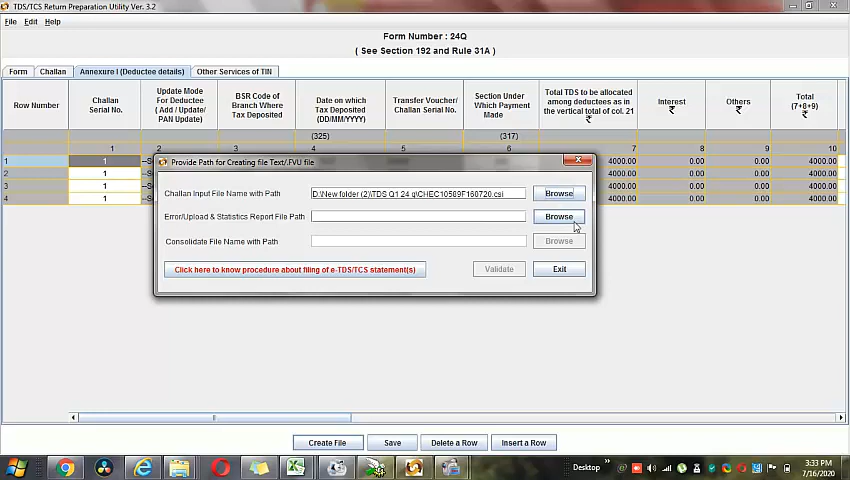 TDS/TCS Return Preparation Utility Ver. 3.2
File Edit Help
Form Number : 24Q
( See Section 192 and Rule 31A )
Form Challan Annexure I (Deductee details) Other Services of TIN
Row Number
Challan Serial No.
Update Mode For Deductee ( Add / Update/ PAN Update)
BSR Code of Branch Where Tax Deposited
Date on which Tax Deposited (DD/MM/YYYY)
Transfer Voucher/ Challan Serial No.
Section Under Which Payment Made
Total TDS to be allocated among deductees as in the vertical total of col. 21 ₹
Interest ₹
Others ₹
Total (7+8+9) ₹
(325) (317)
1 2 3 4 5 6 7 8 9 10
1 1 4000.00 0.00 0.00 4000.00
2 1 4000.00 0.00 0.00 4000.00
3 1 4000.00 0.00 0.00 4000.00
4 1 4000.00 0.00 0.00 4000.00
Provide Path for Creating file Text/.FVU file
Challan Input File Name with Path D:\New folder (2)\TDS Q1 24 q\CHEC10589F160720.csi Browse
Error/Upload & Statistics Report File Path Browse
Consolidate File Name with Path Browse
Click here to know procedure about filing of e-TDS/TCS statement(s) Validate Exit
Create File Save Delete a Row Insert a Row
Desktop » 3:33 PM
7/16/2020